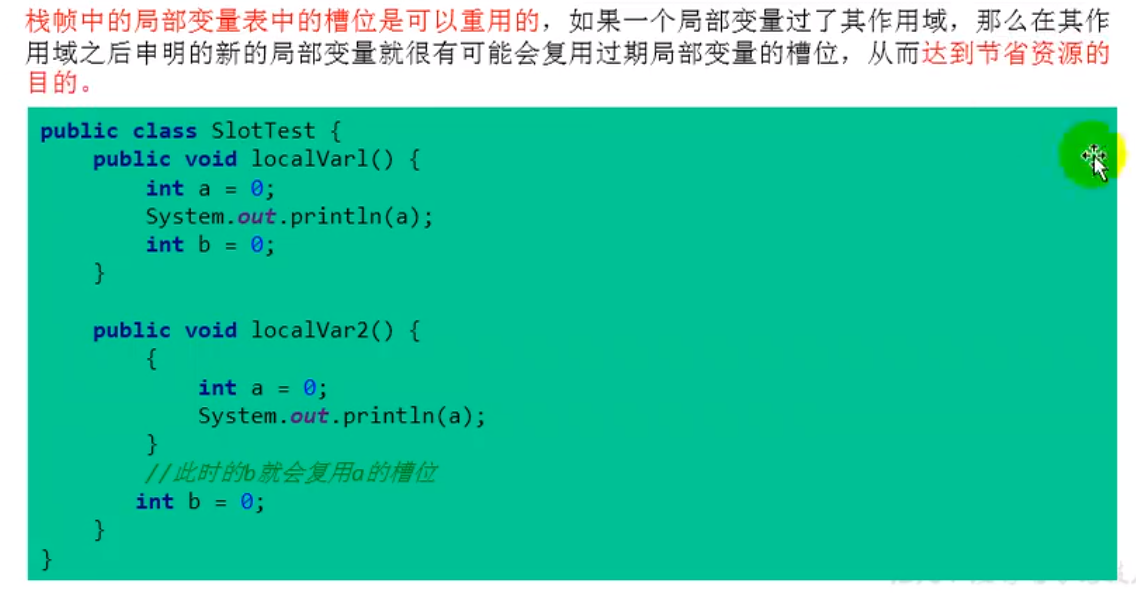 栈帧中的局部变量表中的槽位是可以重用的，如果一个局部变量过了其作用域，那么在其作
用域之后申明的新的局部变量就很有可能会复用过期局部变量的槽位，从而达到节省资源的
目的。
public class SlotTest {
public void localVarl() {
int a = 0;
System.out.println(a);
int b = 0;
}
public void localVar2() {
{
int a = 0;
System.out.println(a);
}
//此时的b就会复用a的槽位
int b = 0;
}
}